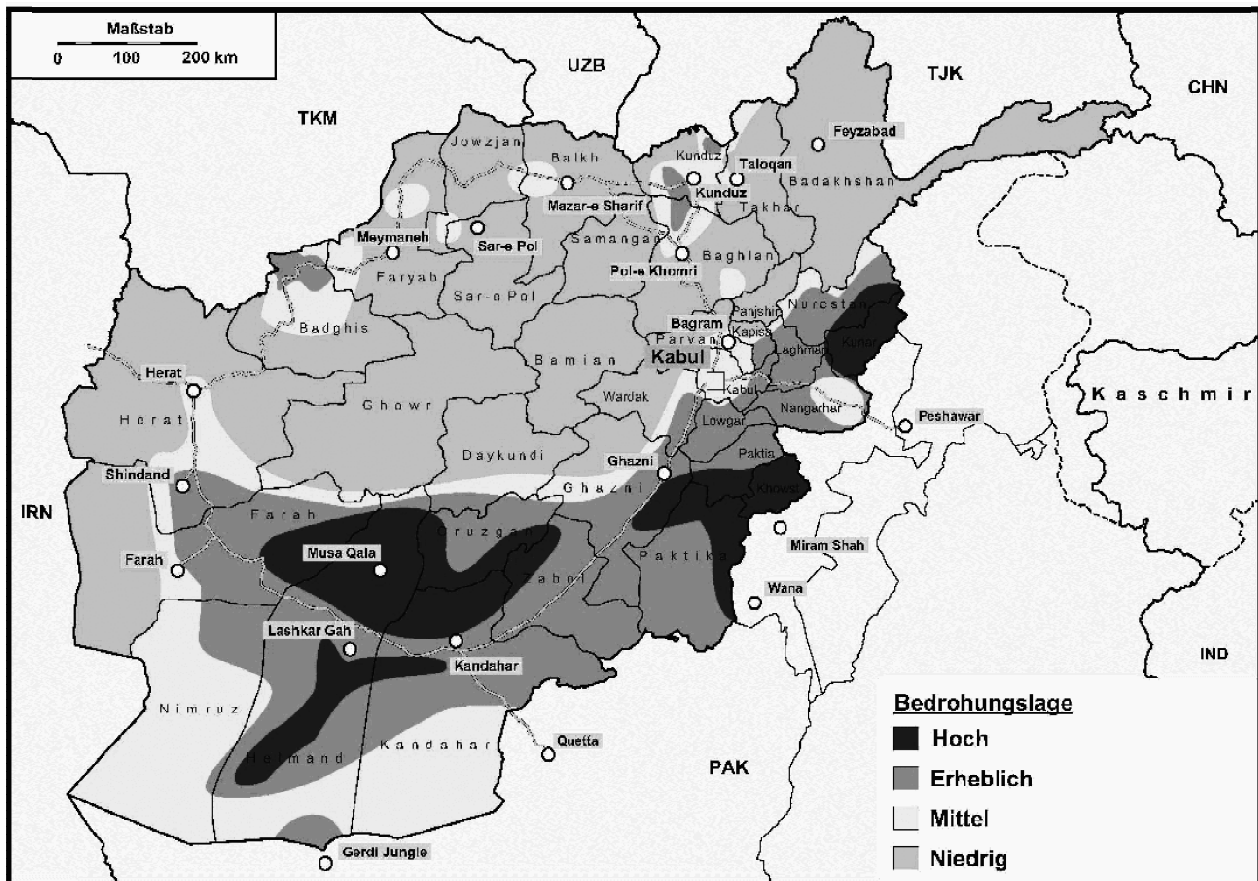 Maßstab
0 100 200 km
UZB
TJK
CHN
TKM
Feyzabad
Jowzjan
Balkh
Kunduz
Taloqan
Badakhshan
Kunduz
Mazar-e Sharif
Takhar
Meymaneh
Sar-e Pol
Samangan
Baghlan
Pol-e Khomri
Faryab
Sar-e Pol
Nurestan
Panjshir
Badghis
Bagram
Kapisa
Parvan
Kunar
Laghman
Kabul
Bamian
Herat
Kabul
Ghowr
Wardak
Nangarhar
Kaschmir
Herat
Lowgar
Peshawar
Daykundi
Paktia
Shindand
Ghazni
Ghazni
Khowst
IRN
Farah
Oruzgan
Miram Shah
Farah
Musa Qala
Paktika
Zabol
Wana
Lashkar Gah
Kandahar
IND
Nimruz
Bedrohungslage
Kandahar
Quetta
Hoch
Helmand
PAK
Erheblich
Mittel
Gerdi Jungle
Niedrig